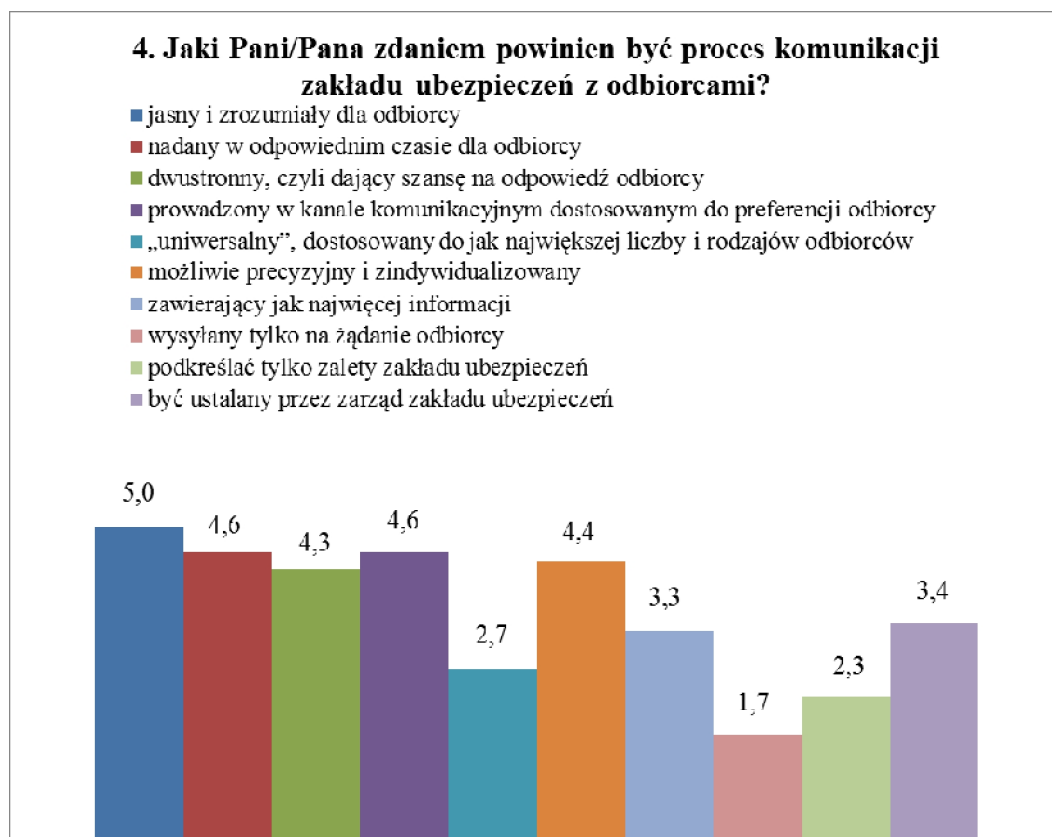 4. Jaki Pani/Pana zdaniem powinien być proces komunikacji
zakładu ubezpieczeń z odbiorcami?
jasny i zrozumiały dla odbiorcy
nadany w odpowiednim czasie dla odbiorcy
dwustronny, czyli dający szansę na odpowiedź odbiorcy
prowadzony w kanale komunikacyjnym dostosowanym do preferencji odbiorcy
„uniwersalny”, dostosowany do jak największej liczby i rodzajów odbiorców
możliwie precyzyjny i zindywidualizowany
zawierający jak najwięcej informacji
wysyłany tylko na żądanie odbiorcy
podkreślać tylko zalety zakładu ubezpieczeń
być ustalany przez zarząd zakładu ubezpieczeń
5,0
4,6
4,3
4,6
2,7
4,4
3,3
1,7
2,3
3,4